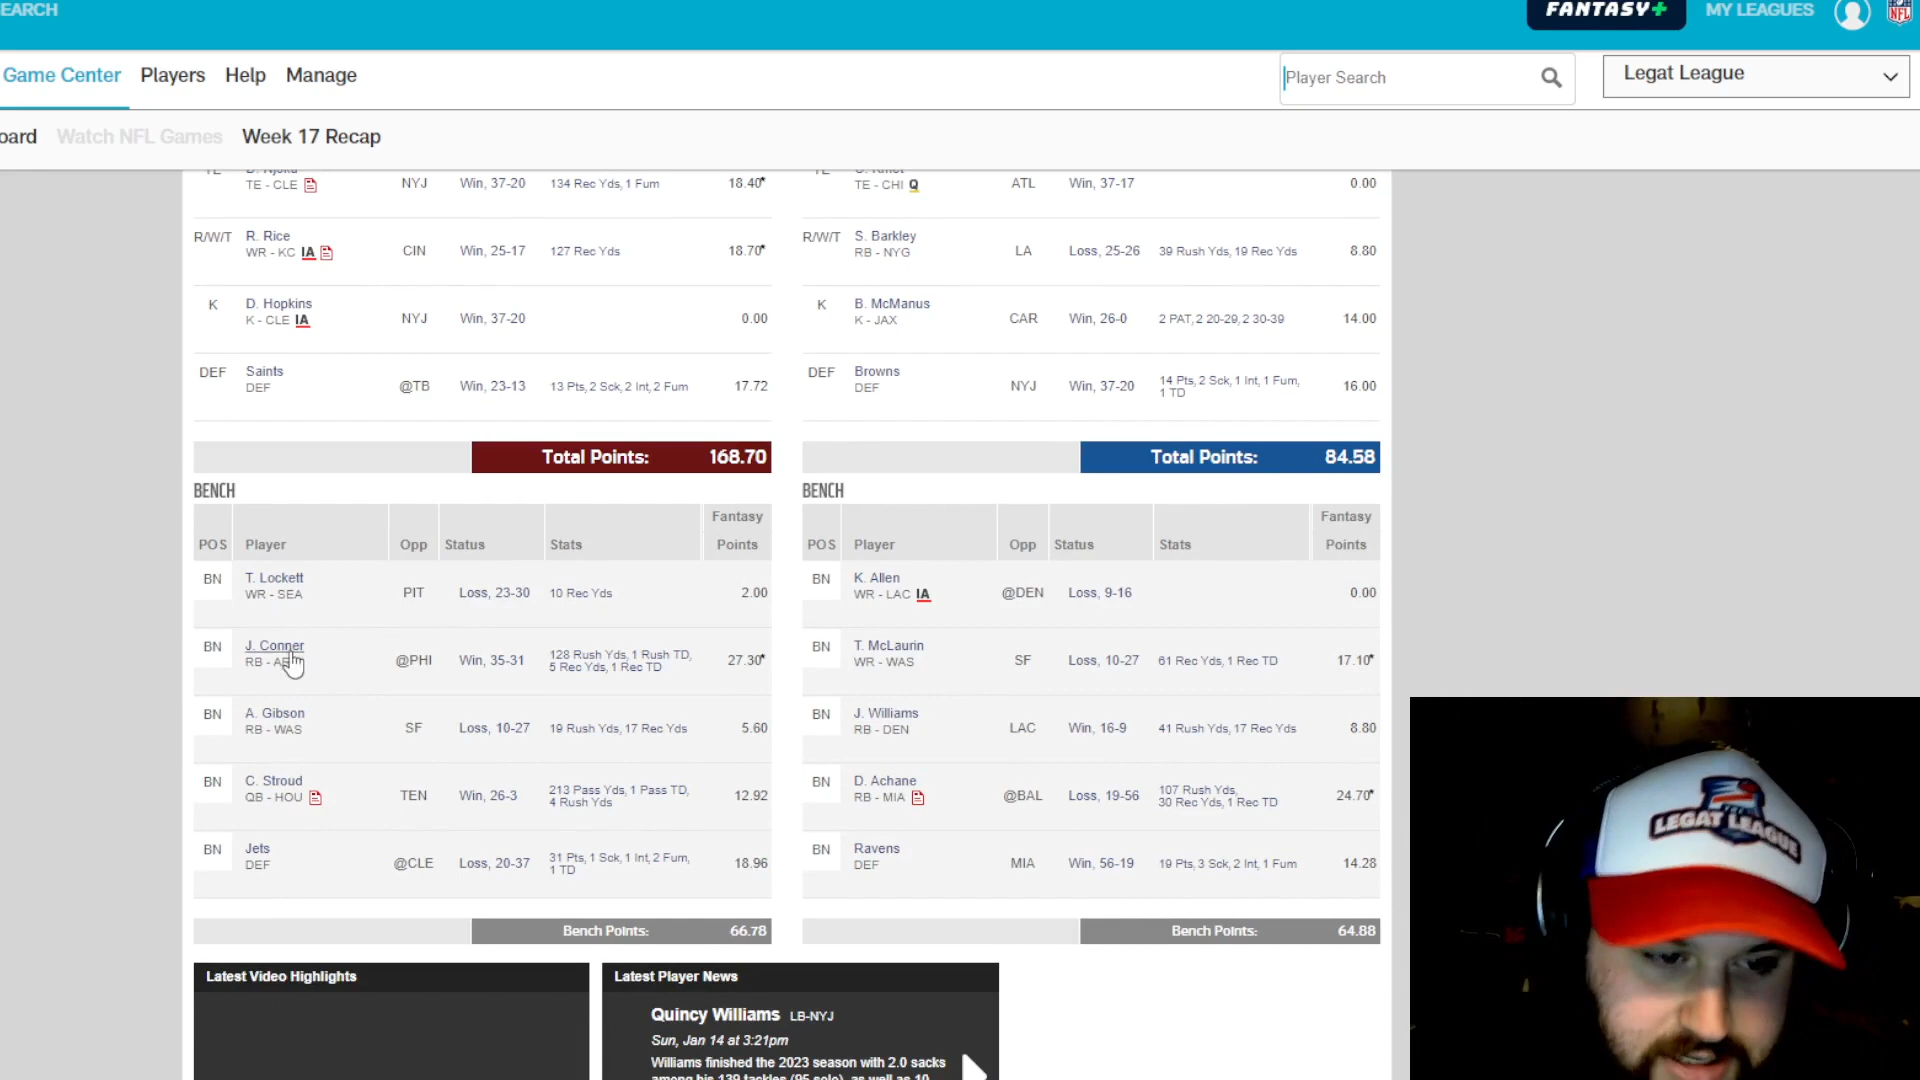 EARCH
FANTASY+ MY LEAGUES NFL
Game Center Players Help Manage Player Search Legat League
oard Watch NFL Games Week 17 Recap
TE - CLE NYJ Win, 37-20 134 Rec Yds, 1 Fum 18.40*
TE - CHI Q ATL Win, 37-17 0.00
R/W/T R. Rice
WR - KC IA CIN Win, 25-17 127 Rec Yds 18.70*
R/W/T S. Barkley
RB - NYG LA Loss, 25-26 39 Rush Yds, 19 Rec Yds 8.80
K D. Hopkins
K - CLE IA NYJ Win, 37-20 0.00
K B. McManus
K - JAX CAR Win, 26-0 2 PAT, 2 20-29, 2 30-39 14.00
DEF Saints
DEF @TB Win, 23-13 13 Pts, 2 Sck, 2 Int, 2 Fum 17.72
DEF Browns
DEF NYJ Win, 37-20 14 Pts, 2 Sck, 1 Int, 1 Fum,
1 TD 16.00
Total Points: 168.70
Total Points: 84.58
BENCH
POS Player Opp Status Stats Fantasy
Points
BN T. Lockett
WR - SEA PIT Loss, 23-30 10 Rec Yds 2.00
BN J. Conner
RB - A @PHI Win, 35-31 128 Rush Yds, 1 Rush TD,
5 Rec Yds, 1 Rec TD 27.30*
BN A. Gibson
RB - WAS SF Loss, 10-27 19 Rush Yds, 17 Rec Yds 5.60
BN C. Stroud
QB - HOU TEN Win, 26-3 213 Pass Yds, 1 Pass TD,
4 Rush Yds 12.92
BN Jets
DEF @CLE Loss, 20-37 31 Pts, 1 Sck, 1 Int, 2 Fum,
1 TD 18.96
Bench Points: 66.78
BENCH
POS Player Opp Status Stats Fantasy
Points
BN K. Allen
WR - LAC IA @DEN Loss, 9-16 0.00
BN T. McLaurin
WR - WAS SF Loss, 10-27 61 Rec Yds, 1 Rec TD 17.10*
BN J. Williams
RB - DEN LAC Win, 16-9 41 Rush Yds, 17 Rec Yds 8.80
BN D. Achane
RB - MIA @BAL Loss, 19-56 107 Rush Yds,
30 Rec Yds, 1 Rec TD 24.70*
BN Ravens
DEF MIA Win, 56-19 19 Pts, 3 Sck, 2 Int, 1 Fum 14.28
Bench Points: 64.88
Latest Video Highlights
Latest Player News
Quincy Williams LB-NYJ
Sun, Jan 14 at 3:21pm
Williams finished the 2023 season with 2.0 sacks
among his 139 tackles (95 solo), as well as 10
LEGAT LEAGUE